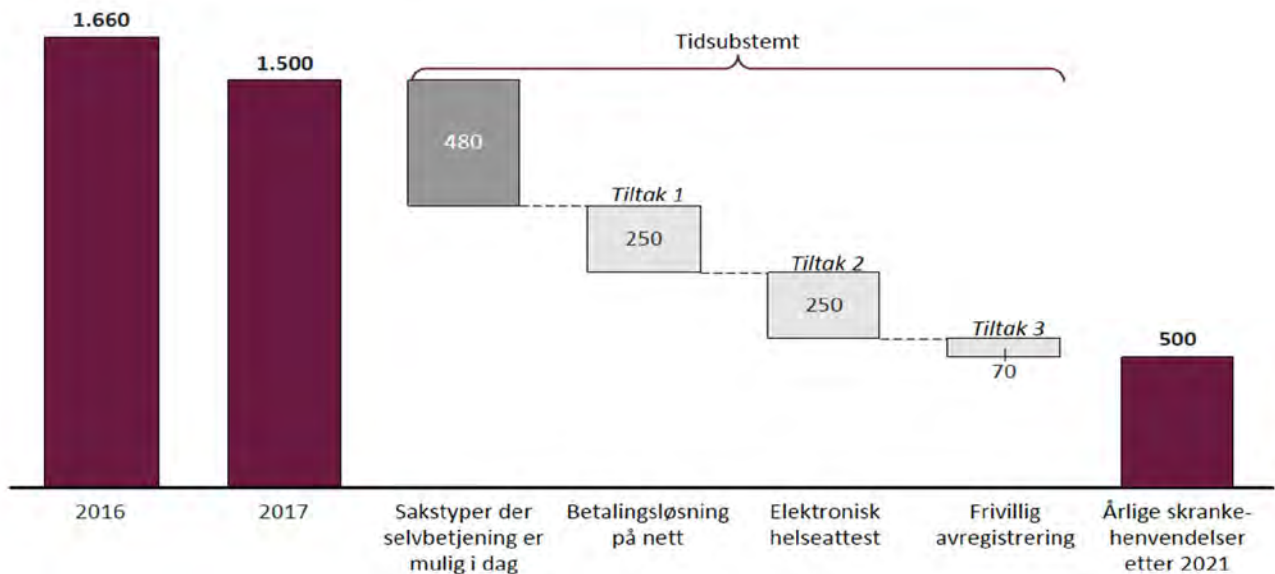 1.660
1.500
Tidsubstemt
480
Tiltak 1
250
Tiltak 2
250
Tiltak 3
70
500
2016
2017
Sakstyper der
selvbetjening er
mulig i dag
Betalingsløsning
på nett
Elektronisk
helseattest
Frivillig
avregistrering
Årlige skranke-
henvendelser
etter 2021